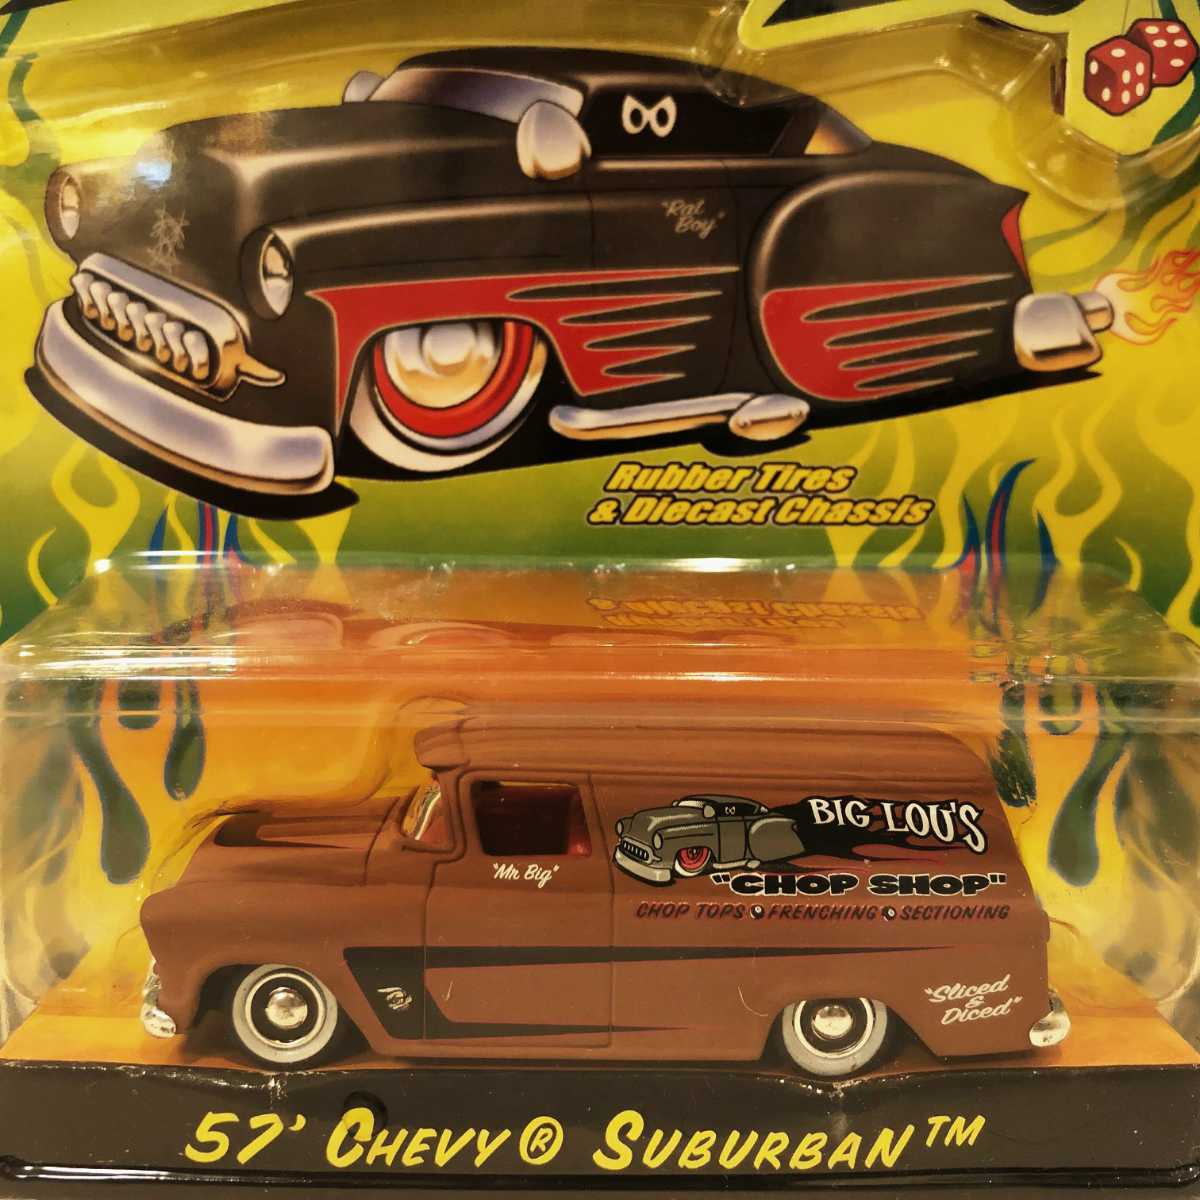 "Rat
Boy"
Rubber Tires
& Diecast Chassis
BIG LOU'S
"CHOP SHOP"
CHOP TOPS FRENCHING SECTIONING
"Mr. Big"
"Sliced
&
Diced"
57' CHEVY® SUBURBAN™